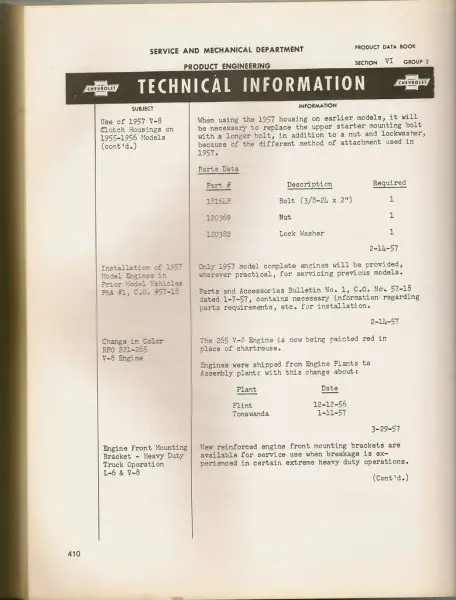 SERVICE AND MECHANICAL DEPARTMENT
PRODUCT DATA BOOK
PRODUCT ENGINEERING
SECTION VI GROUP 2
CHEVROLET
TECHNICAL INFORMATION
CHEVROLET
SUBJECT
INFORMATION
Use of 1957 V-8
Clutch Housings on
1955-1956 Models
(cont'd.)
When using the 1957 housing on earlier models, it will
be necessary to replace the upper starter mounting bolt
with a longer bolt, in addition to a nut and lockwasher,
because of the different method of attachment used in
1957.
Parts Data
Part # Description Required
181648 Bolt (3/8-24 x 2") 1
120369 Nut 1
120382 Lock Washer 1
2-14-57
Installation of 1957
Model Engines in
Prior Model Vehicles
P&A #1, C.O. #57-18
Only 1957 model complete engines will be provided,
wherever practical, for servicing previous models.
Parts and Accessories Bulletin No. 1, C.O. No. 57-18
dated 1-7-57, contains necessary information regarding
parts requirements, etc. for installation.
2-14-57
Change in Color
RPO 221-265
V-8 Engine
The 265 V-8 Engine is now being painted red in
place of chartreuse.
Engines were shipped from Engine Plants to
Assembly plants with this change about:
Plant Date
Flint 12-12-56
Tonawanda 1-11-57
3-29-57
Engine Front Mounting
Bracket - Heavy Duty
Truck Operation
L-6 & V-8
New reinforced engine front mounting brackets are
available for service use when breakage is ex-
perienced in certain extreme heavy duty operations.
(Cont'd.)
410